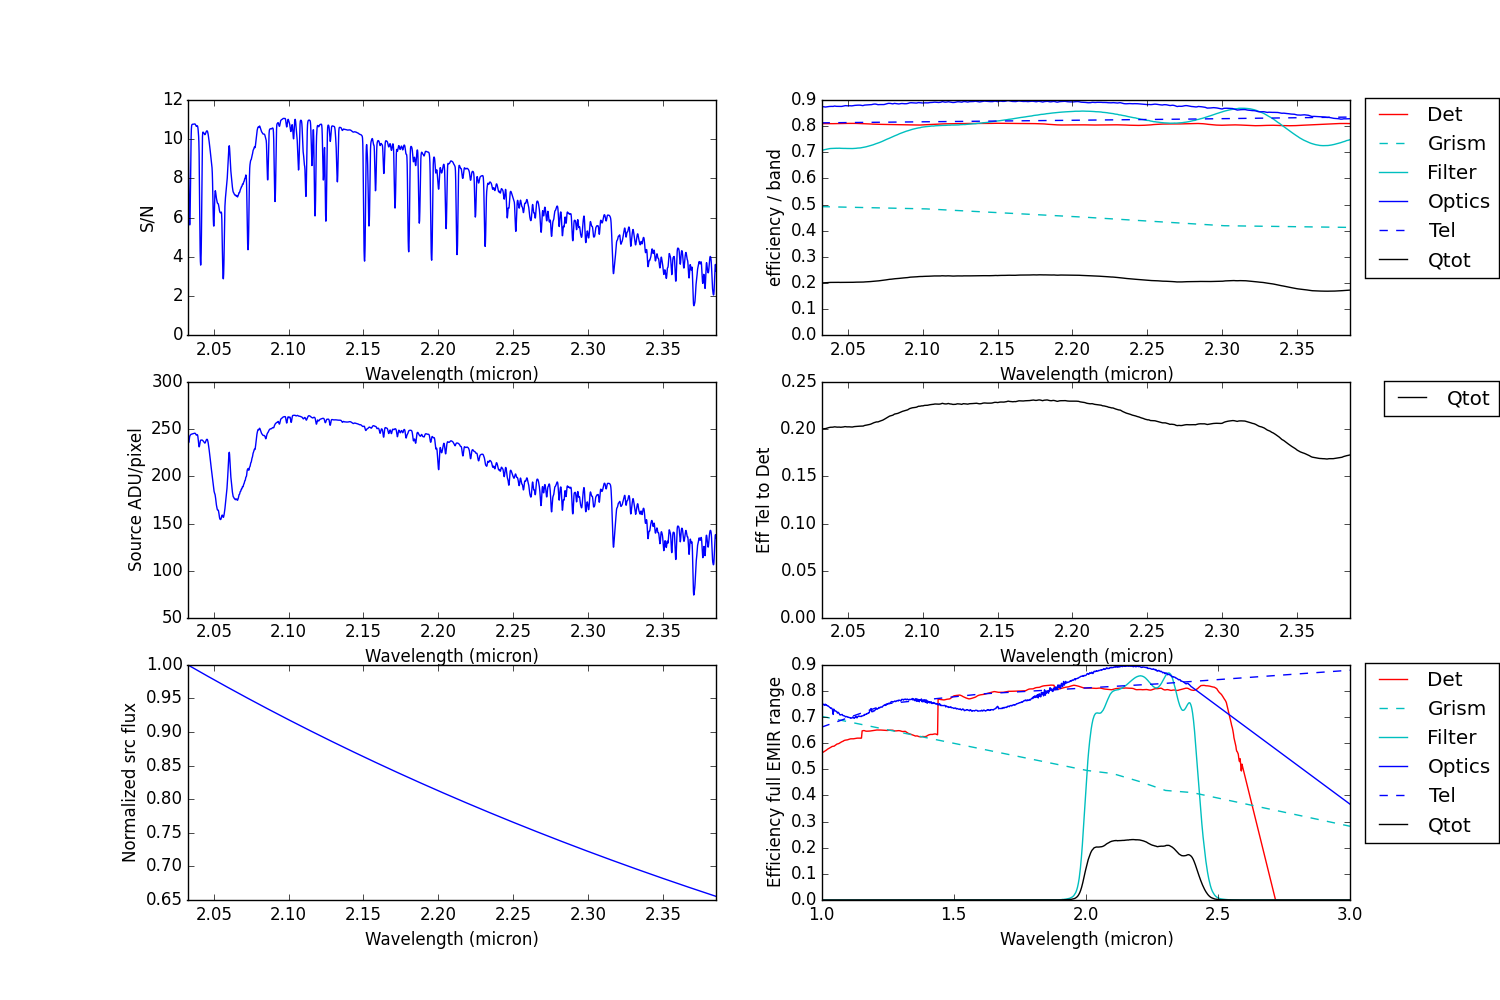 12
10
8
6
4
2
0
S/N
2.05 2.10 2.15 2.20 2.25 2.30 2.35
Wavelength (micron)
0.9
0.8
0.7
0.6
0.5
0.4
0.3
0.2
0.1
0.0
efficiency / band
2.05 2.10 2.15 2.20 2.25 2.30 2.35
Wavelength (micron)
Det
Grism
Filter
Optics
Tel
Qtot
300
250
200
150
100
50
Source ADU/pixel
2.05 2.10 2.15 2.20 2.25 2.30 2.35
Wavelength (micron)
0.25
0.20
0.15
0.10
0.05
0.00
Eff Tel to Det
2.05 2.10 2.15 2.20 2.25 2.30 2.35
Wavelength (micron)
Qtot
1.00
0.95
0.90
0.85
0.80
0.75
0.70
0.65
Normalized src flux
2.05 2.10 2.15 2.20 2.25 2.30 2.35
Wavelength (micron)
0.9
0.8
0.7
0.6
0.5
0.4
0.3
0.2
0.1
0.0
Efficiency full EMIR range
1.0 1.5 2.0 2.5 3.0
Wavelength (micron)
Det
Grism
Filter
Optics
Tel
Qtot